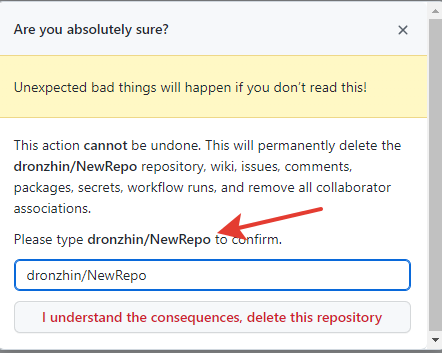 Are you absolutely sure?
Unexpected bad things will happen if you don't read this!
This action cannot be undone. This will permanently delete the
dronzhin/NewRepo repository, wiki, issues, comments,
packages, secrets, workflow runs, and remove all collaborator
associations.
Please type dronzhin/NewRepo to confirm.
dronzhin/NewRepo
I understand the consequences, delete this repository